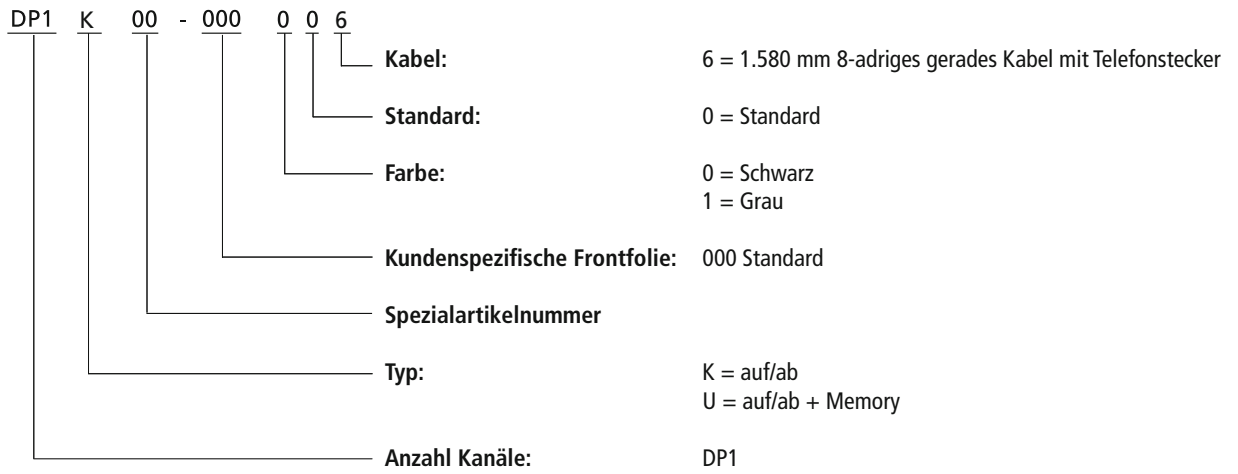 DP1 K 00 - 000 0 0 6
Kabel: 6 = 1.580 mm 8-adriges gerades Kabel mit Telefonstecker
Standard: 0 = Standard
Farbe: 0 = Schwarz
1 = Grau
Kundenspezifische Frontfolie: 000 Standard
Spezialartikelnummer
Typ: K = auf/ab
U = auf/ab + Memory
Anzahl Kanäle: DP1